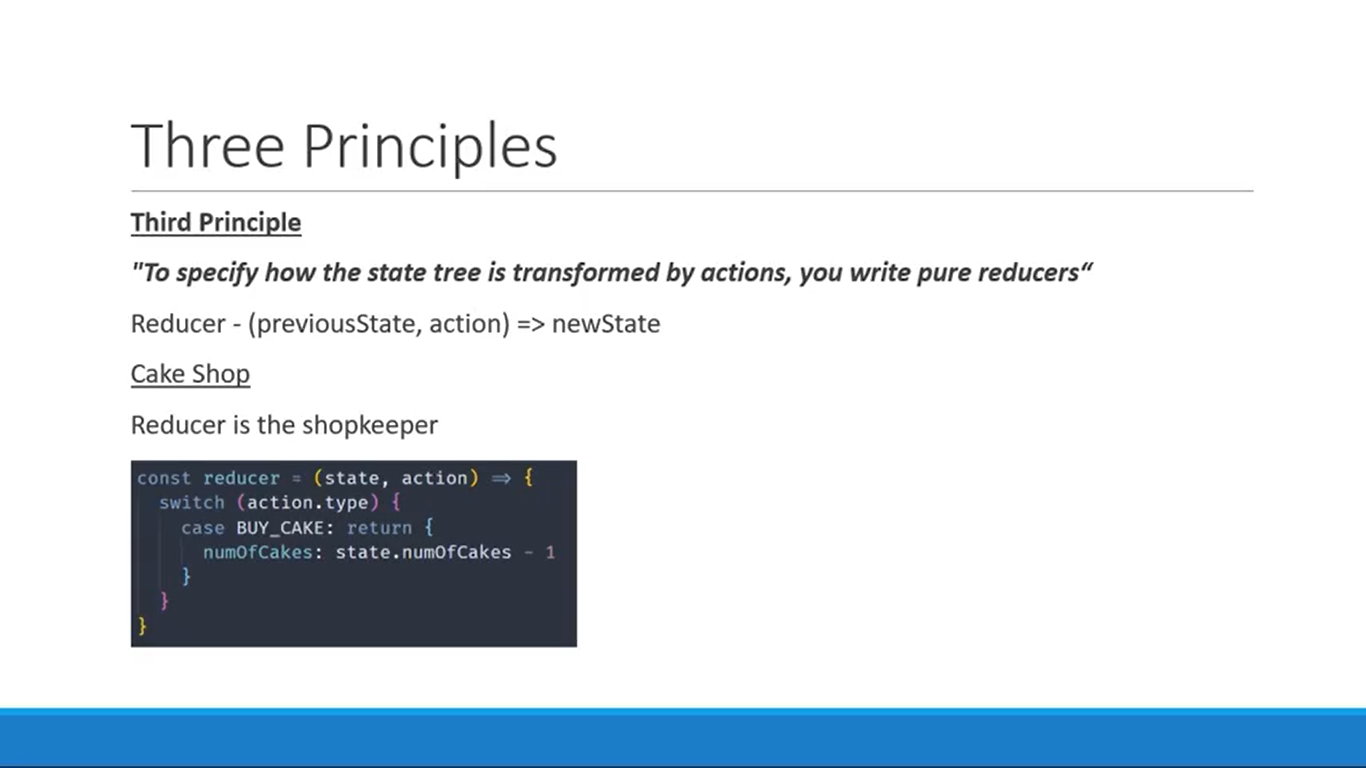 Three Principles
Third Principle
"To specify how the state tree is transformed by actions, you write pure reducers“
Reducer - (previousState, action) => newState
Cake Shop
Reducer is the shopkeeper
const reducer = (state, action) ⇒ {
  switch (action.type) {
    case BUY_CAKE: return {
      numOfCakes: state.numOfCakes - 1
    }
  }
}